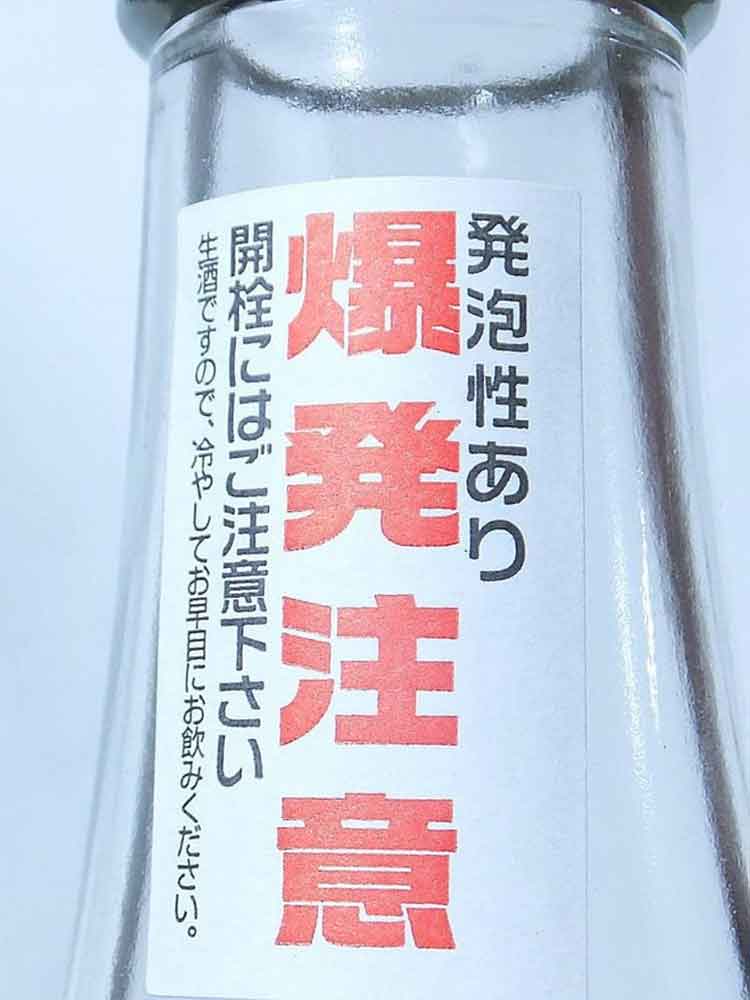 発泡性あり
爆発注意
開栓にはご注意下さい
生酒ですので、冷やしてお早目にお飲みください。